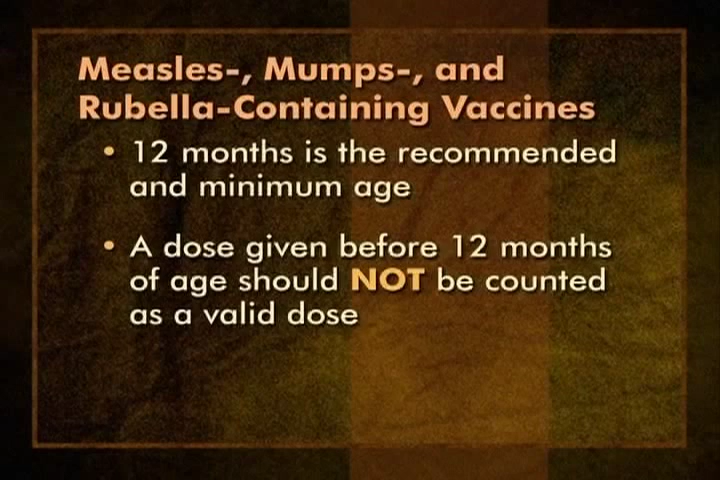 Measles-, Mumps-, and
Rubella-Containing Vaccines
• 12 months is the recommended
and minimum age
• A dose given before 12 months
of age should NOT be counted
as a valid dose